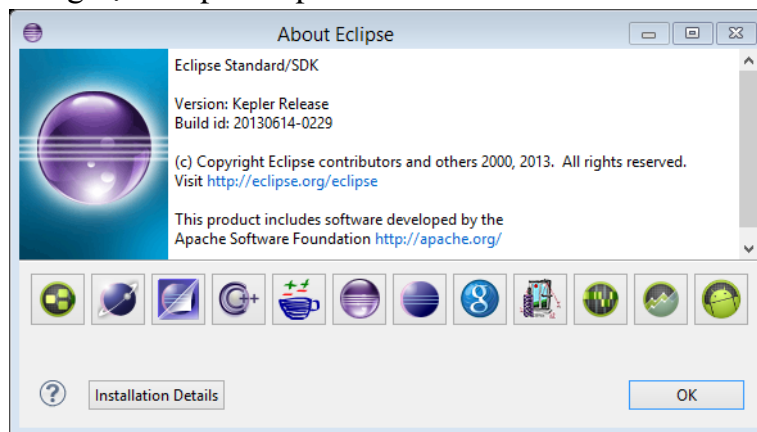 About Eclipse
Eclipse Standard/SDK
Version: Kepler Release
Build id: 20130614-0229
(c) Copyright Eclipse contributors and others 2000, 2013. All rights reserved.
Visit http://eclipse.org/eclipse
This product includes software developed by the
Apache Software Foundation http://apache.org/
C++
8
?
Installation Details
OK